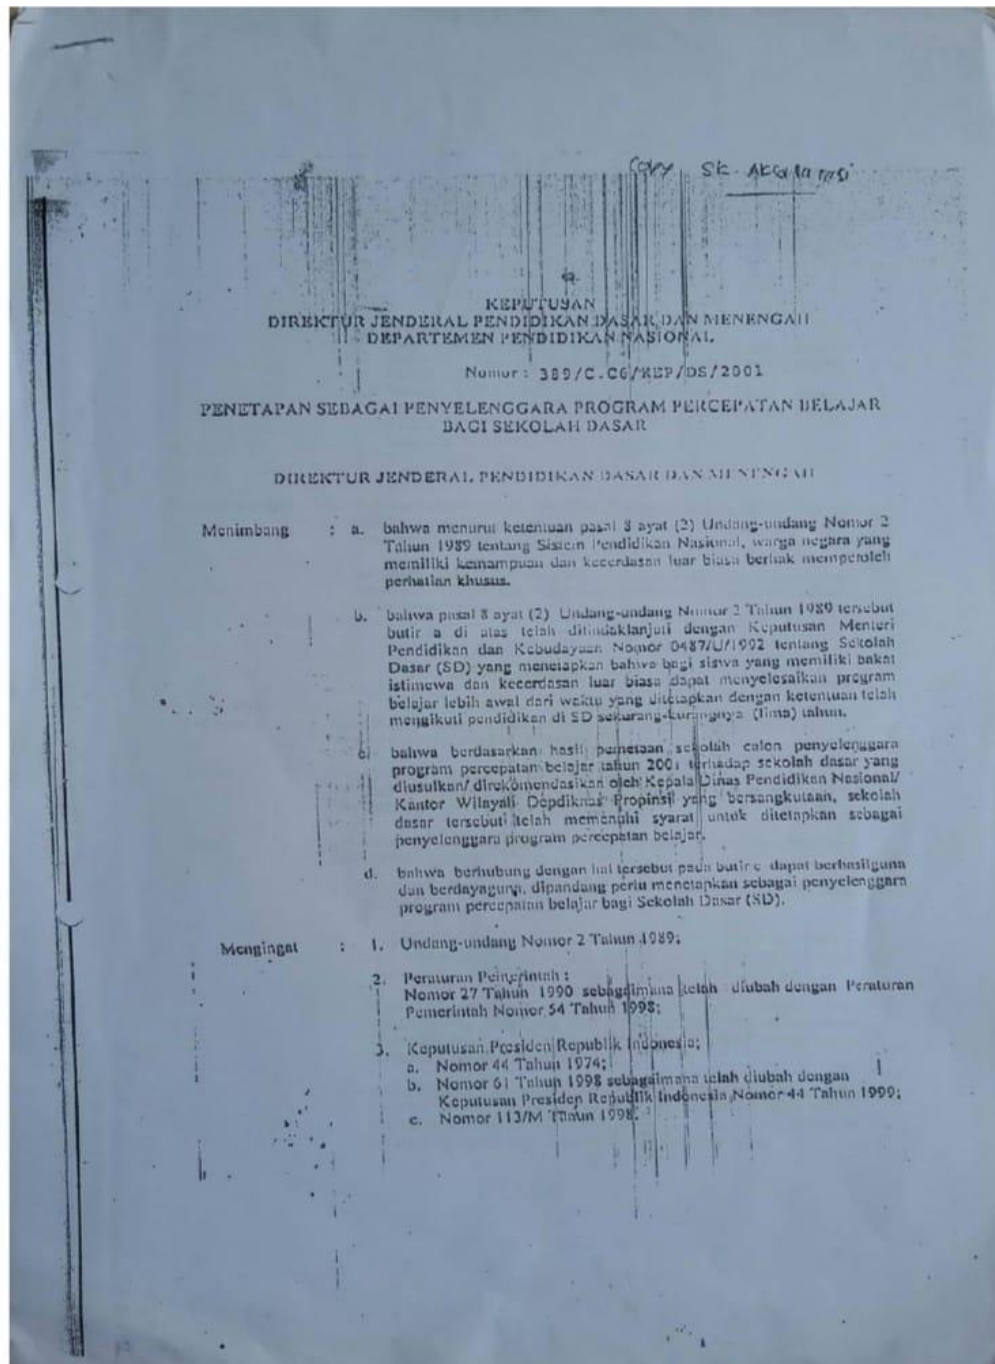 Copy SK. Akselerasi
KEPUTUSAN
DIREKTUR JENDERAL PENDIDIKAN DASAR DAN MENENGAH
DEPARTEMEN PENDIDIKAN NASIONAL
Nomor : 389/C.C6/KEP/DS/2001
PENETAPAN SEBAGAI PENYELENGGARA PROGRAM PERCEPATAN BELAJAR
BAGI SEKOLAH DASAR
DIREKTUR JENDERAL PENDIDIKAN DASAR DAN MENENGAH
Menimbang : a. bahwa menurut ketentuan pasal 8 ayat (2) Undang-undang Nomor 2
Tahun 1989 tentang Sistem Pendidikan Nasional, warga negara yang
memiliki kemampuan dan kecerdasan luar biasa berhak memperoleh
perhatian khusus.
b. bahwa pasal 8 ayat (2) Undang-undang Nomor 2 Tahun 1989 tersebut
butir a di atas telah ditindaklanjuti dengan Keputusan Menteri
Pendidikan dan Kebudayaan Nomor 0487/U/1992 tentang Sekolah
Dasar (SD) yang menetapkan bahwa bagi siswa yang memiliki bakat
istimewa dan kecerdasan luar biasa dapat menyelesaikan program
belajar lebih awal dari waktu yang ditetapkan dengan ketentuan telah
mengikuti pendidikan di SD sekurang-kurangnya (lima) tahun.
c. bahwa berdasarkan hasil pemetaan sekolah calon penyelenggara
program percepatan belajar tahun 2001 terhadap sekolah dasar yang
diusulkan/ direkomendasikan oleh Kepala Dinas Pendidikan Nasional/
Kantor Wilayah Depdiknas Propinsi yang bersangkutaan, sekolah
dasar tersebut telah memenuhi syarat untuk ditetapkan sebagai
penyelenggara program percepatan belajar.
d. bahwa berhubung dengan hal tersebut pada butir c dapat berhasilguna
dan berdayaguna, dipandang perlu menetapkan sebagai penyelenggara
program percepatan belajar bagi Sekolah Dasar (SD).
Mengingat : 1. Undang-undang Nomor 2 Tahun 1989;
2. Peraturan Pemerintah :
Nomor 27 Tahun 1990 sebagaimana telah diubah dengan Peraturan
Pemerintah Nomor 54 Tahun 1998;
3. Keputusan Presiden Republik Indonesia;
a. Nomor 44 Tahun 1974;
b. Nomor 61 Tahun 1998 sebagaimana telah diubah dengan
Keputusan Presiden Republik Indonesia Nomor 44 Tahun 1999;
c. Nomor 113/M Tahun 1998.